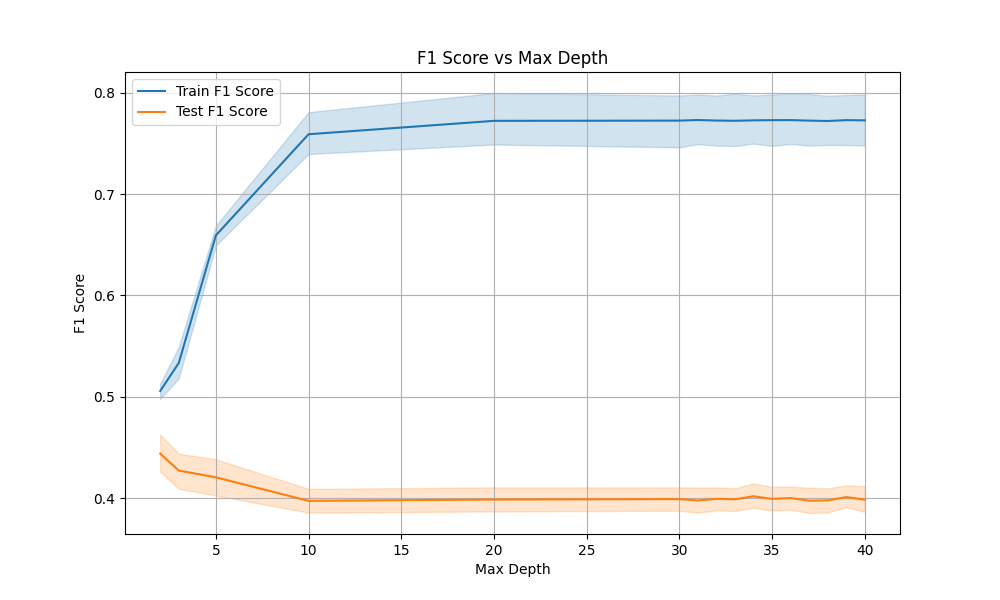 F1 Score vs Max Depth
Train F1 Score
Test F1 Score
F1 Score
0.8
0.7
0.6
0.5
0.4
5 10 15 20 25 30 35 40
Max Depth